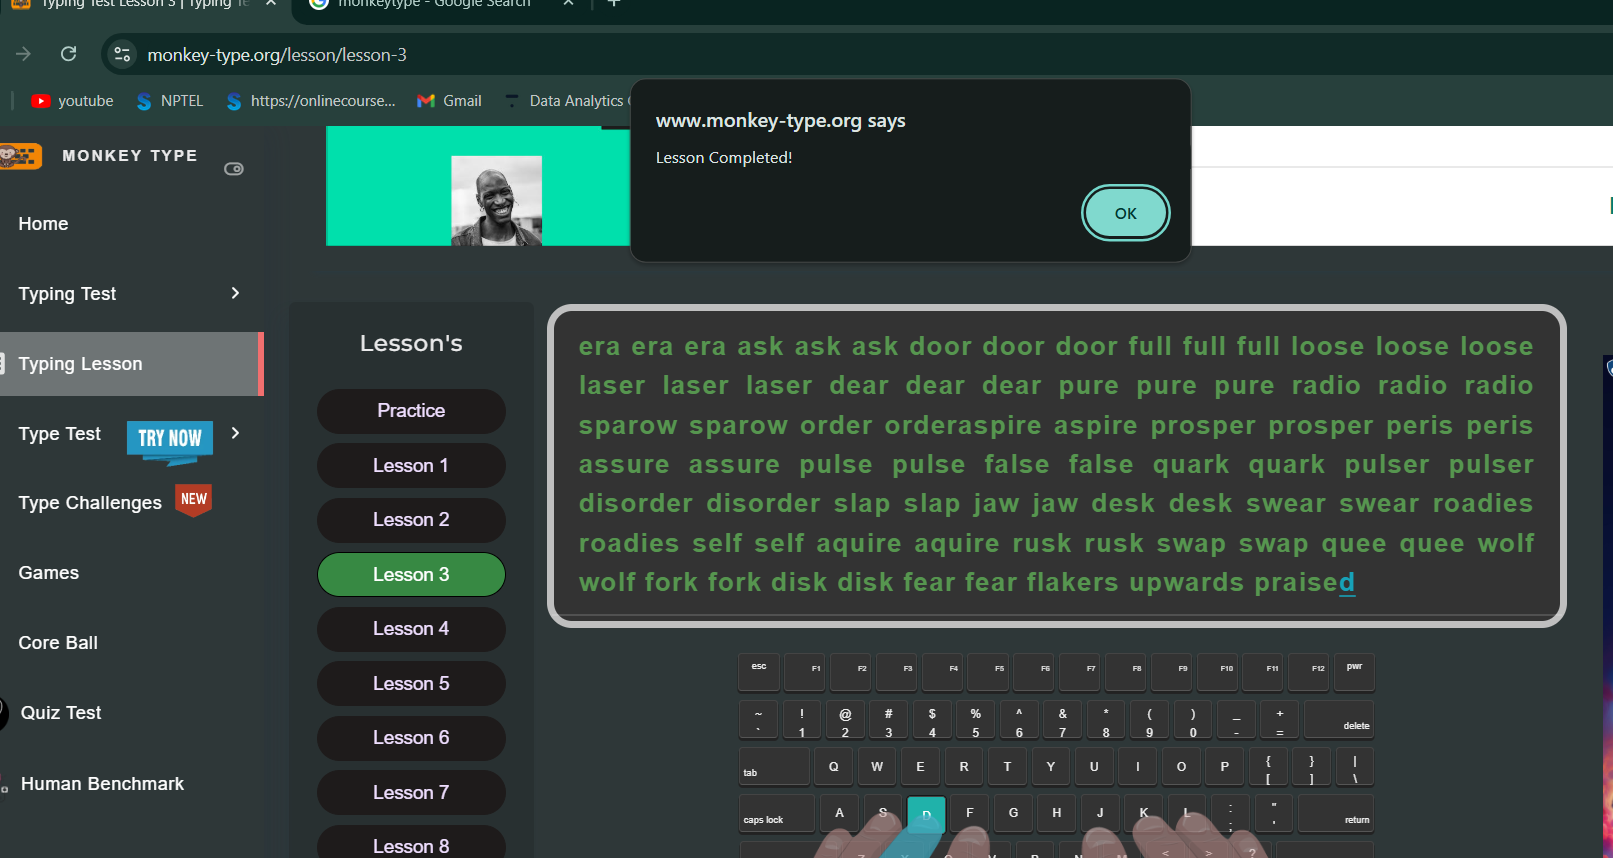 Typing Test Lesson 3 | Typing Te
monkeytype - Google Search
monkey-type.org/lesson/lesson-3
youtube
NPTEL
https://onlinecourse...
Gmail
Data Analytics
www.monkey-type.org says
Lesson Completed!
OK
MONKEY TYPE
Home
Typing Test
Typing Lesson
Type Test
TRY NOW
Type Challenges
NEW
Games
Core Ball
Quiz Test
Human Benchmark
Lesson's
Practice
Lesson 1
Lesson 2
Lesson 3
Lesson 4
Lesson 5
Lesson 6
Lesson 7
Lesson 8
era era era ask ask ask door door door full full full loose loose loose
laser laser laser dear dear dear pure pure pure radio radio radio
sparow sparow order orderaspire aspire prosper prosper peris peris
assure assure pulse pulse false false quark quark pulser pulser
disorder disorder slap slap jaw jaw desk desk swear swear roadies
roadies self self aquire aquire rusk rusk swap swap quee quee wolf
wolf fork fork disk disk fear fear flakers upwards praised
esc F1 F2 F3 F4 F5 F6 F7 F8 F9 F10 F11 F12 pwr
~ ! @ # $ % ^ & * ( ) _ +
` 1 2 3 4 5 6 7 8 9 0 - = delete
tab Q W E R T Y U I O P { } |
[ ] \
caps lock A S D F G H J K L : "
; ' return
< > ?